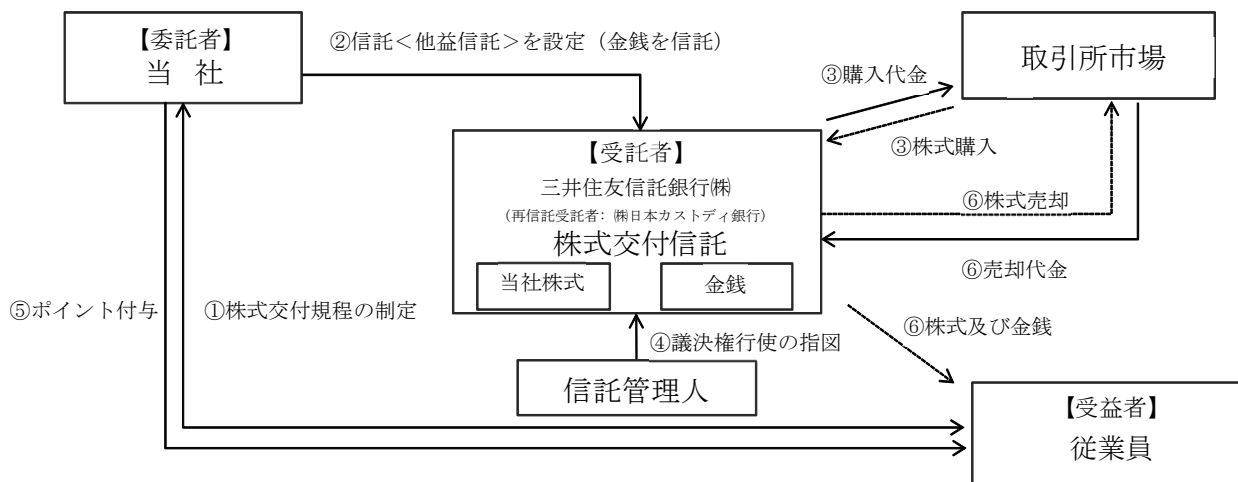 【委託者】
当 社
②信託＜他益信託＞を設定（金銭を信託）
取引所市場
③購入代金
③株式購入
【受託者】
三井住友信託銀行㈱
(再信託受託者：㈱日本カストディ銀行)
株式交付信託
当社株式
金銭
⑥株式売却
⑥売却代金
⑤ポイント付与
①株式交付規程の制定
④議決権行使の指図
⑥株式及び金銭
信託管理人
【受益者】
従業員